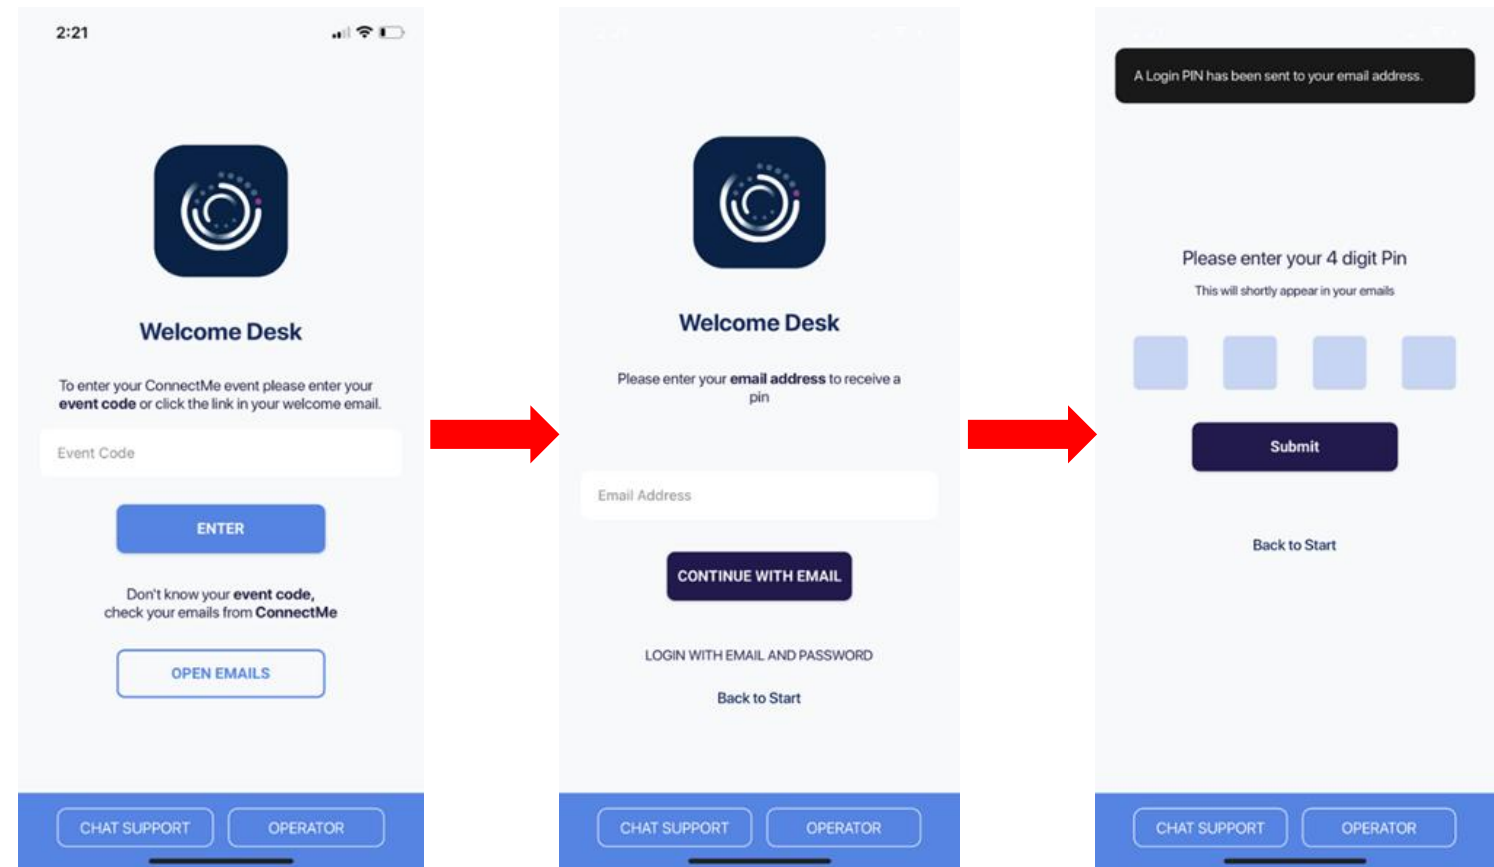 2:21
Welcome Desk
To enter your ConnectMe event please enter your
event code or click the link in your welcome email.
Event Code
ENTER
Don't know your event code,
check your emails from ConnectMe
OPEN EMAILS
CHAT SUPPORT
OPERATOR
Welcome Desk
Please enter your email address to receive a
pin
Email Address
CONTINUE WITH EMAIL
LOGIN WITH EMAIL AND PASSWORD
Back to Start
CHAT SUPPORT
OPERATOR
A Login PIN has been sent to your email address.
Please enter your 4 digit Pin
This will shortly appear in your emails
Submit
Back to Start
CHAT SUPPORT
OPERATOR